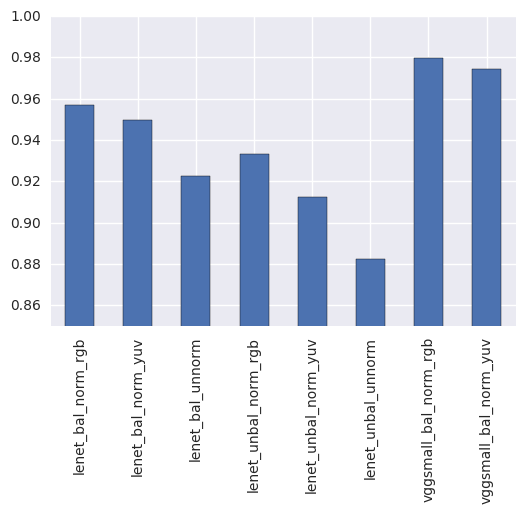 1.00
0.98
0.96
0.94
0.92
0.90
0.88
0.86
lenet_bal_norm_rgb
lenet_bal_norm_yuv
lenet_bal_unnorm
lenet_unbal_norm_rgb
lenet_unbal_norm_yuv
lenet_unbal_unnorm
vggsmall_bal_norm_rgb
vggsmall_bal_norm_yuv